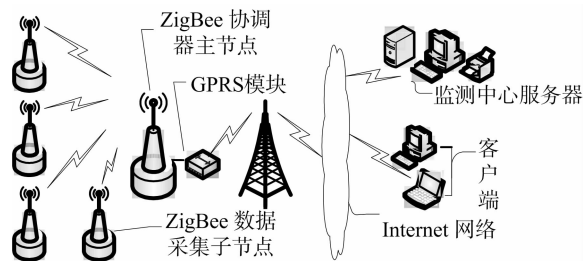 ZigBee 协调
器主节点
GPRS模块
监测中心服务器
客
户
端
Internet 网络
ZigBee 数据
采集子节点